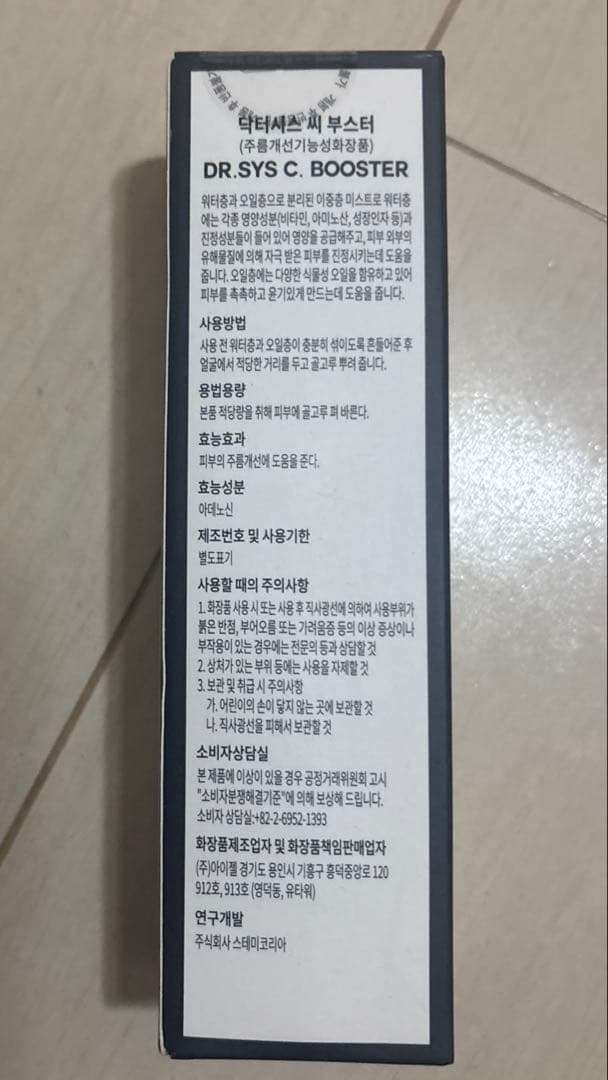 개봉 후 반품불가
닥터시스 씨 부스터
(주름개선기능성화장품)
DR.SYS C. BOOSTER
워터층과 오일층으로 분리된 이중층 미스트로 워터층
에는 각종 영양성분(비타민, 아미노산, 성장인자 등)과
진정성분들이 들어 있어 영양을 공급해주고, 피부 외부의
유해물질에 의해 자극 받은 피부를 진정시키는데 도움을
줍니다. 오일층에는 다양한 식물성 오일을 함유하고 있어
피부를 촉촉하고 윤기있게 만드는데 도움을 줍니다.
사용방법
사용 전 워터층과 오일층이 충분히 섞이도록 흔들어준 후
얼굴에서 적당한 거리를 두고 골고루 뿌려 줍니다.
용법용량
본품 적당량을 취해 피부에 골고루 펴 바른다.
효능효과
피부의 주름개선에 도움을 준다.
효능성분
아데노신
제조번호 및 사용기한
별도표기
사용할 때의 주의사항
1. 화장품 사용 시 또는 사용 후 직사광선에 의하여 사용부위가
붉은 반점, 부어오름 또는 가려움증 등의 이상 증상이나
부작용이 있는 경우에는 전문의 등과 상담할 것
2. 상처가 있는 부위 등에는 사용을 자제할 것
3. 보관 및 취급 시 주의사항
가. 어린이의 손이 닿지 않는 곳에 보관할 것
나. 직사광선을 피해서 보관할 것
소비자상담실
본 제품에 이상이 있을 경우 공정거래위원회 고시
"소비자분쟁해결기준"에 의해 보상해 드립니다.
소비자 상담실:+82-2-6952-1393
화장품제조업자 및 화장품책임판매업자
(주)아이젤 경기도 용인시 기흥구 흥덕중앙로 120
912호, 913호 (영덕동, 유타워)
연구개발
주식회사 스테미코리아